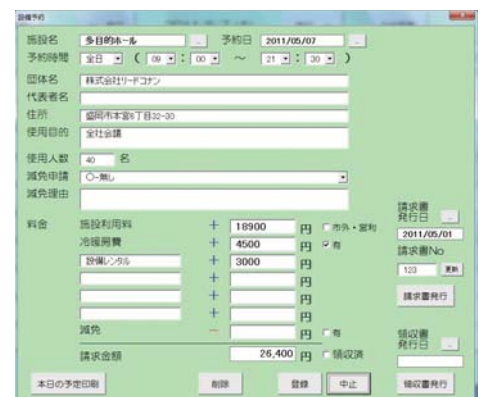 設備予約
施設名 多目的ホール ... 予約日 2011/05/07 ...
予約時間 全日 ( 09 : 00 ～ 21 : 30 )
団体名 株式会社リードコナン
代表者名
住所 盛岡市本宮6丁目32-30
使用目的 全社会議
使用人数 40 名
減免申請 0-無し
減免理由
料金 施設利用料 + 18900 円 市外・営利
冷暖房費 + 4500 円 有
設備レンタル + 3000 円
+ 円
+ 円
+ 円
減免 - 円 有
請求金額 26,400 円 領収済
請求書
発行日 ...
2011/05/01
請求書No
123 更新
請求書発行
領収書
発行日 ...
本日の予定印刷 削除 登録 中止 領収書発行